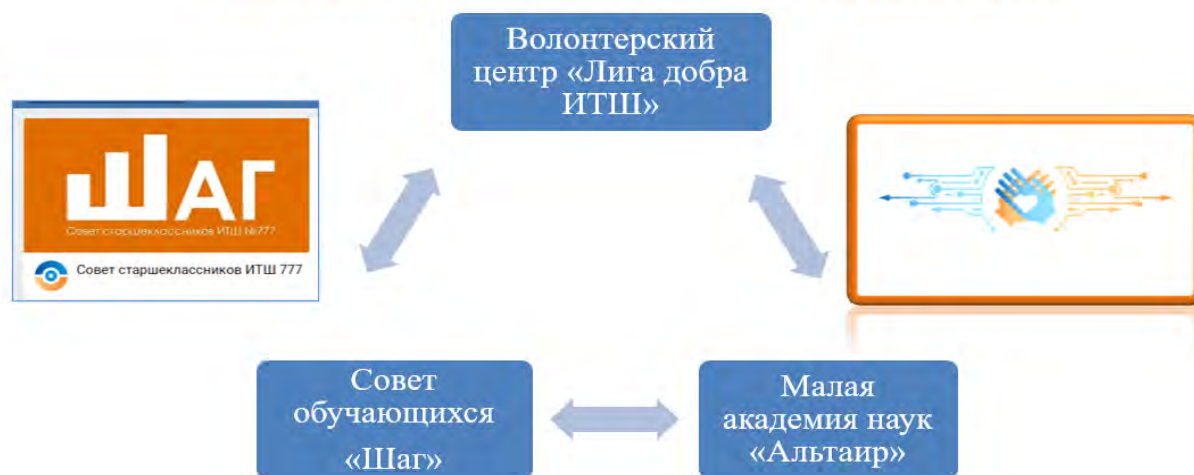 Волонтерский
центр «Лига добра
ИТШ»
ШАГ
Совет старшеклассников ИТШ №777
Совет старшеклассников ИТШ 777
Совет
обучающихся
«Шаг»
Малая
академия наук
«Альтаир»